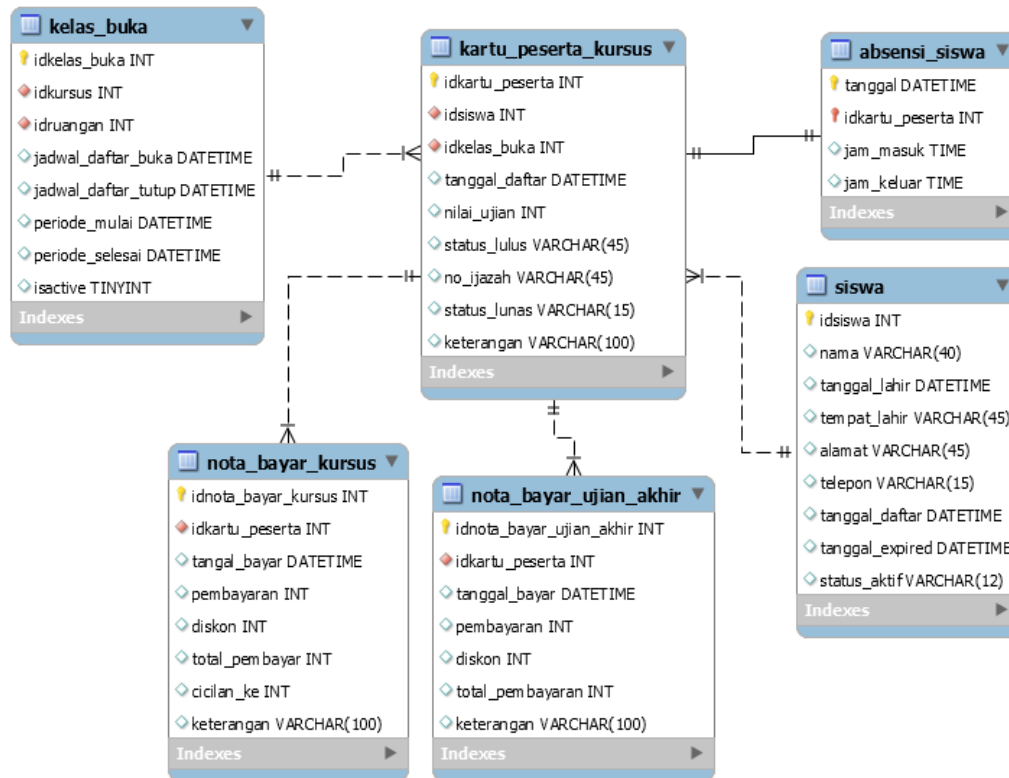 kelas_buka
idkelas_buka INT
idkursus INT
idruangan INT
jadwal_daftar_buka DATETIME
jadwal_daftar_tutup DATETIME
periode_mulai DATETIME
periode_selesai DATETIME
isactive TINYINT
Indexes
kartu_peserta_kursus
idkartu_peserta INT
idsiswa INT
idkelas_buka INT
tanggal_daftar DATETIME
nilai_ujian INT
status_lulus VARCHAR(45)
no_ijazah VARCHAR(45)
status_lunas VARCHAR(15)
keterangan VARCHAR(100)
Indexes
absensi_siswa
tanggal DATETIME
idkartu_peserta INT
jam_masuk TIME
jam_keluar TIME
Indexes
siswa
idsiswa INT
nama VARCHAR(40)
tanggal_lahir DATETIME
tempat_lahir VARCHAR(45)
alamat VARCHAR(45)
telepon VARCHAR(15)
tanggal_daftar DATETIME
tanggal_expired DATETIME
status_aktif VARCHAR(12)
Indexes
nota_bayar_kursus
idnota_bayar_kursus INT
idkartu_peserta INT
tangal_bayar DATETIME
pembayaran INT
diskon INT
total_pembayar INT
cicilan_ke INT
keterangan VARCHAR(100)
Indexes
nota_bayar_ujian_akhir
idnota_bayar_ujian_akhir INT
idkartu_peserta INT
tanggal_bayar DATETIME
pembayaran INT
diskon INT
total_pembayaran INT
keterangan VARCHAR(100)
Indexes